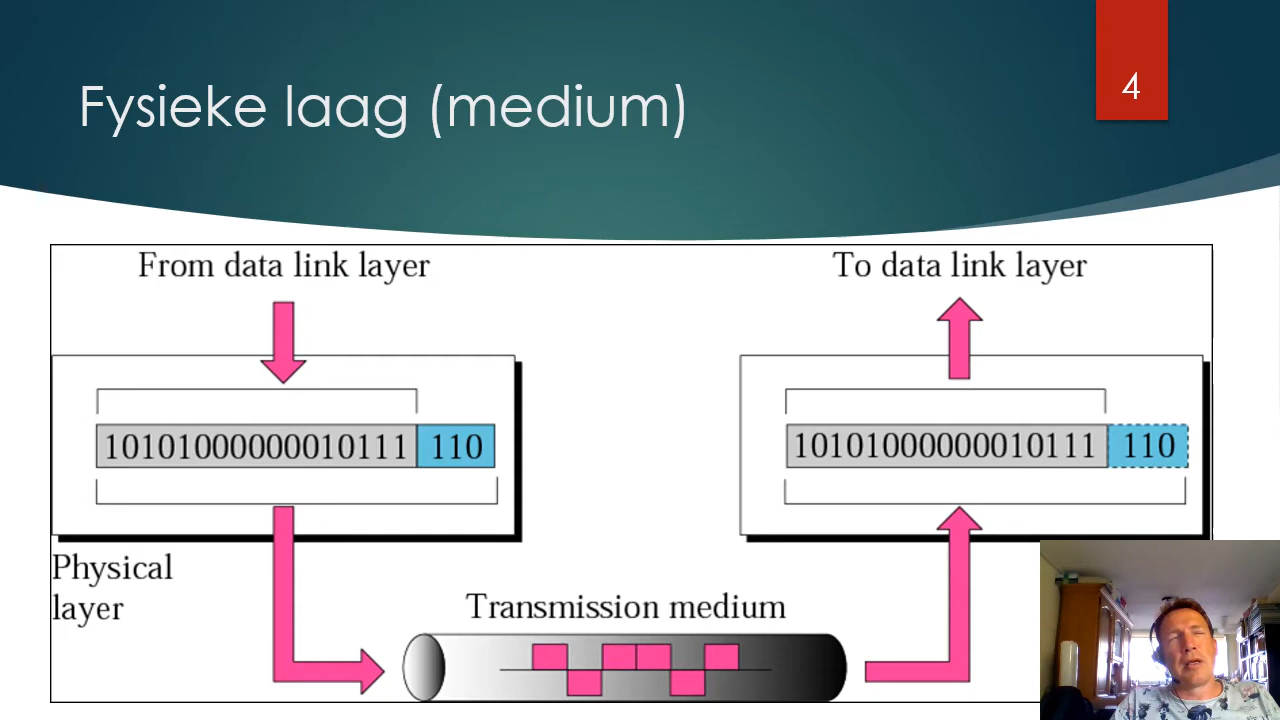 Fysieke laag (medium)
4
From data link layer
To data link layer
10101000000010111 110
10101000000010111 110
Physical
layer
Transmission medium